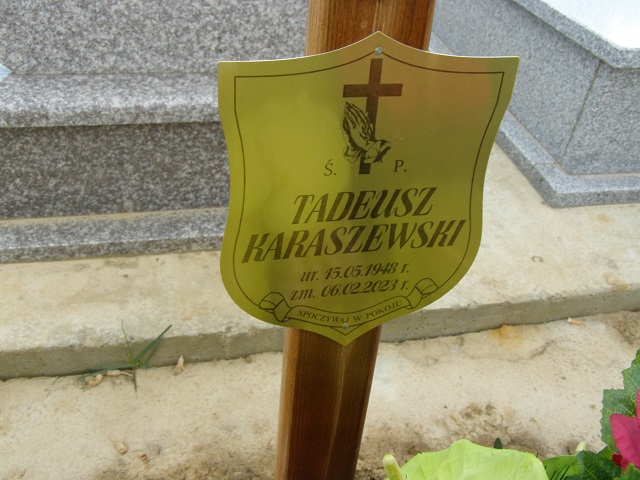 Ś. P.
TADEUSZ
KARASZEWSKI
ur. 15.05.1948 r.
zm. 06.02.2023 r.
SPOCZYWAJ W POKOJU